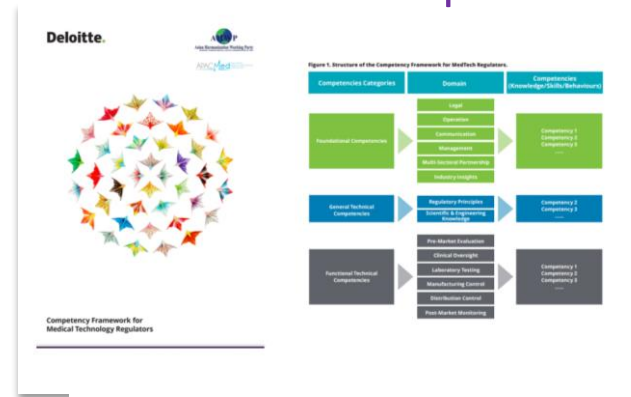 Deloitte.
Asian Harmonization Working Party
APACMed
Competency Framework for
Medical Technology Regulators
Figure 1. Structure of the Competency Framework for MedTech Regulators.
Competencies Categories
Domain
Competencies
(Knowledge/Skills/Behaviours)
Foundational Competencies
Legal
Operation
Communication
Management
Multi-Sectoral Partnership
Industry Insights
Competency 1
Competency 2
Competency 3
......
General Technical
Competencies
Regulatory Principles
Scientific & Engineering
Knowledge
Competency 2
Competency 3
......
Functional Technical
Competencies
Pre-Market Evaluation
Clinical Oversight
Laboratory Testing
Manufacturing Control
Distribution Control
Post-Market Monitoring
Competency 1
Competency 2
Competency 3
......